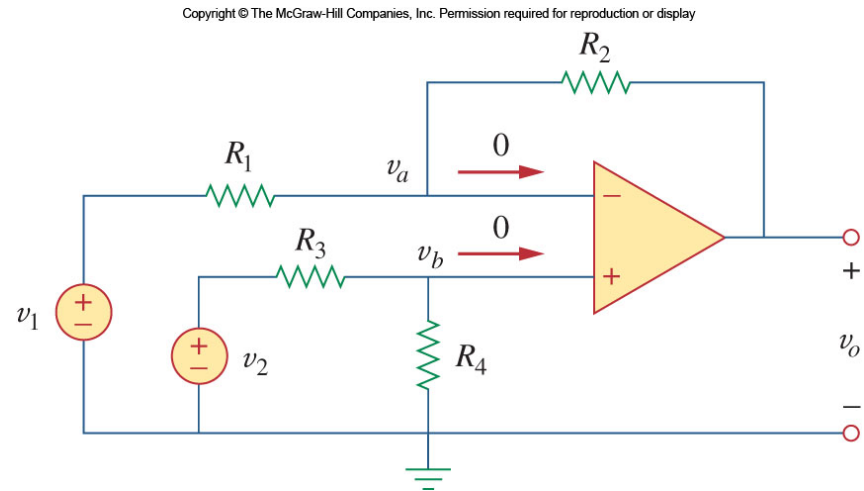 Copyright © The McGraw-Hill Companies, Inc. Permission required for reproduction or display
R₂
0
R₁
vₐ
−
0
R₃
v_b
+
+
+
−
v₁
+
−
v₂
R₄
vₒ
−